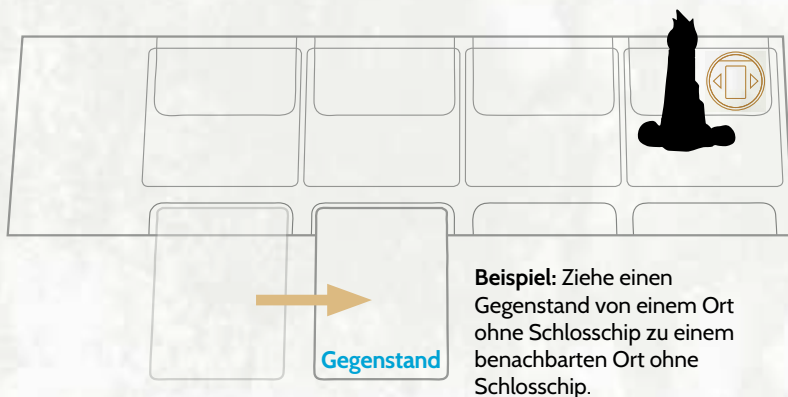 Beispiel: Ziehe einen
Gegenstand von einem Ort
ohne Schlosschip zu einem
benachbarten Ort ohne
Schlosschip.
Gegenstand